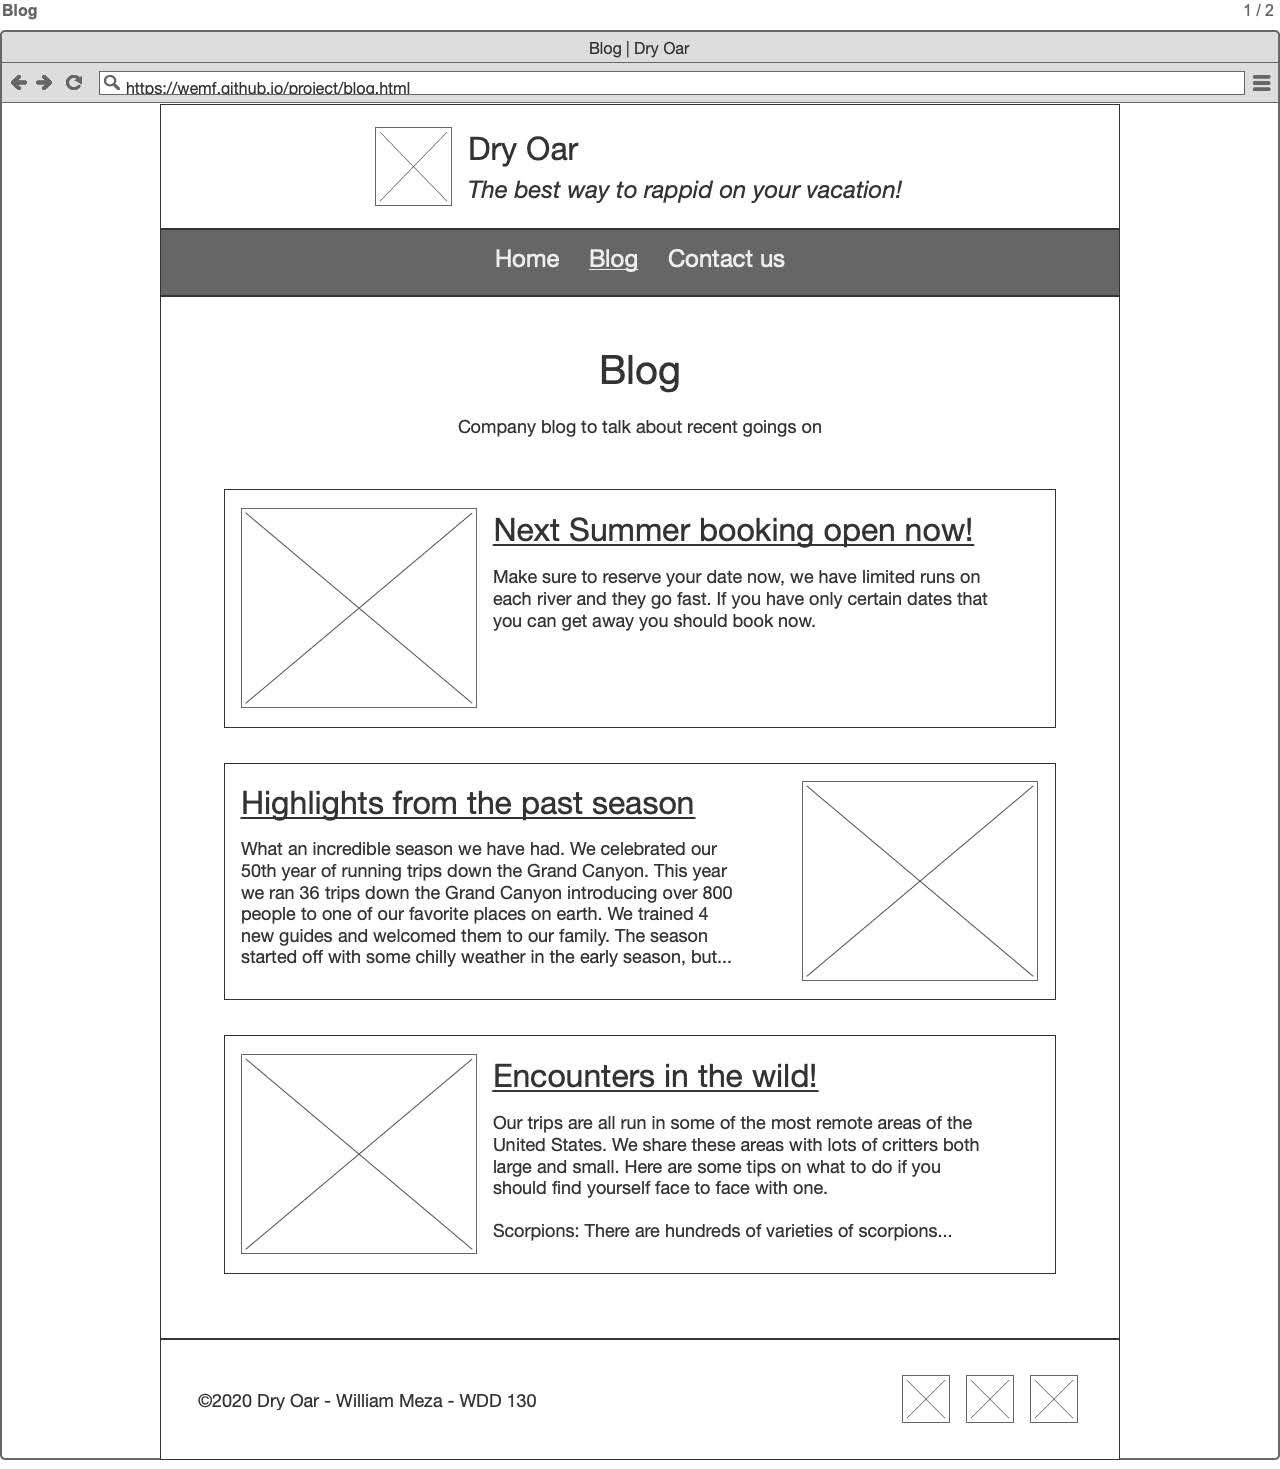 Blog
1 / 2
Blog | Dry Oar
https://wemf.github.io/project/blog.html
Dry Oar
The best way to rappid on your vacation!
Home Blog Contact us
Blog
Company blog to talk about recent goings on
Next Summer booking open now!
Make sure to reserve your date now, we have limited runs on
each river and they go fast. If you have only certain dates that
you can get away you should book now.
Highlights from the past season
What an incredible season we have had. We celebrated our
50th year of running trips down the Grand Canyon. This year
we ran 36 trips down the Grand Canyon introducing over 800
people to one of our favorite places on earth. We trained 4
new guides and welcomed them to our family. The season
started off with some chilly weather in the early season, but...
Encounters in the wild!
Our trips are all run in some of the most remote areas of the
United States. We share these areas with lots of critters both
large and small. Here are some tips on what to do if you
should find yourself face to face with one.
Scorpions: There are hundreds of varieties of scorpions...
©2020 Dry Oar - William Meza - WDD 130